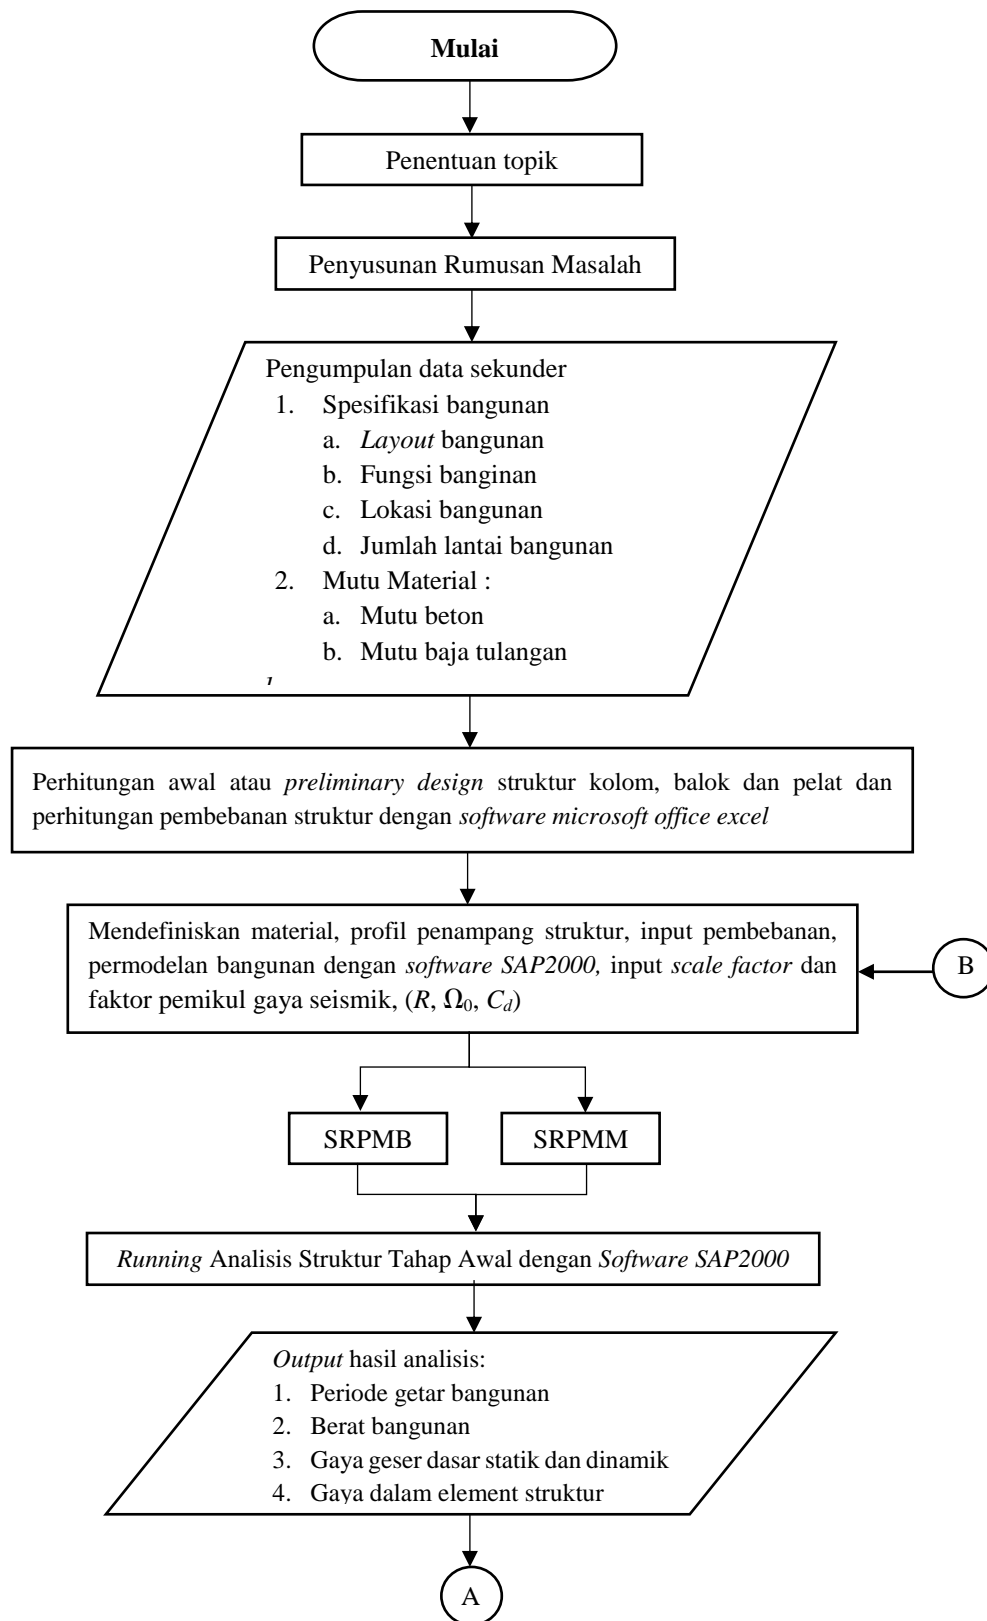 Mulai
Penentuan topik
Penyusunan Rumusan Masalah
Pengumpulan data sekunder
1. Spesifikasi bangunan
a. Layout bangunan
b. Fungsi banginan
c. Lokasi bangunan
d. Jumlah lantai bangunan
2. Mutu Material :
a. Mutu beton
b. Mutu baja tulangan
Perhitungan awal atau preliminary design struktur kolom, balok dan pelat dan
perhitungan pembebanan struktur dengan software microsoft office excel
Mendefiniskan material, profil penampang struktur, input pembebanan,
permodelan bangunan dengan software SAP2000, input scale factor dan
faktor pemikul gaya seismik, (R, Ω₀, C_d)
B
SRPMB
SRPMM
Running Analisis Struktur Tahap Awal dengan Software SAP2000
Output hasil analisis:
1. Periode getar bangunan
2. Berat bangunan
3. Gaya geser dasar statik dan dinamik
4. Gaya dalam element struktur
A